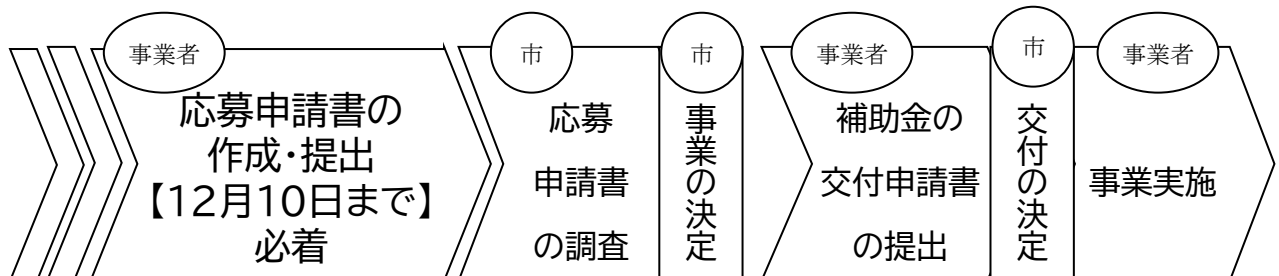 事業者
応募申請書の
作成・提出
【12月10日まで】
必着
市
応募
申請書
の調査
市
事業の決定
事業者
補助金の
交付申請書
の提出
市
交付の決定
事業者
事業実施